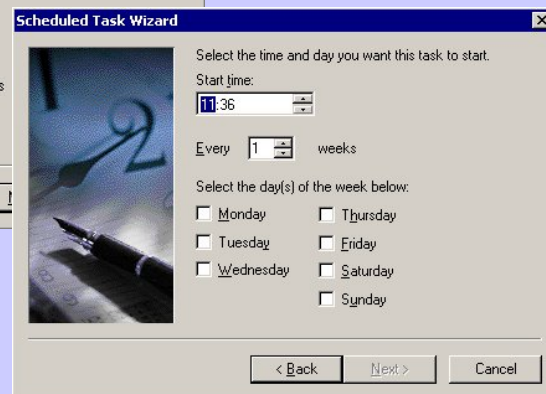 Scheduled Task Wizard
Select the time and day you want this task to start.
Start time:
11:36
Every 1 weeks
Select the day(s) of the week below:
Monday Thursday
Tuesday Friday
Wednesday Saturday
Sunday
< Back Next > Cancel